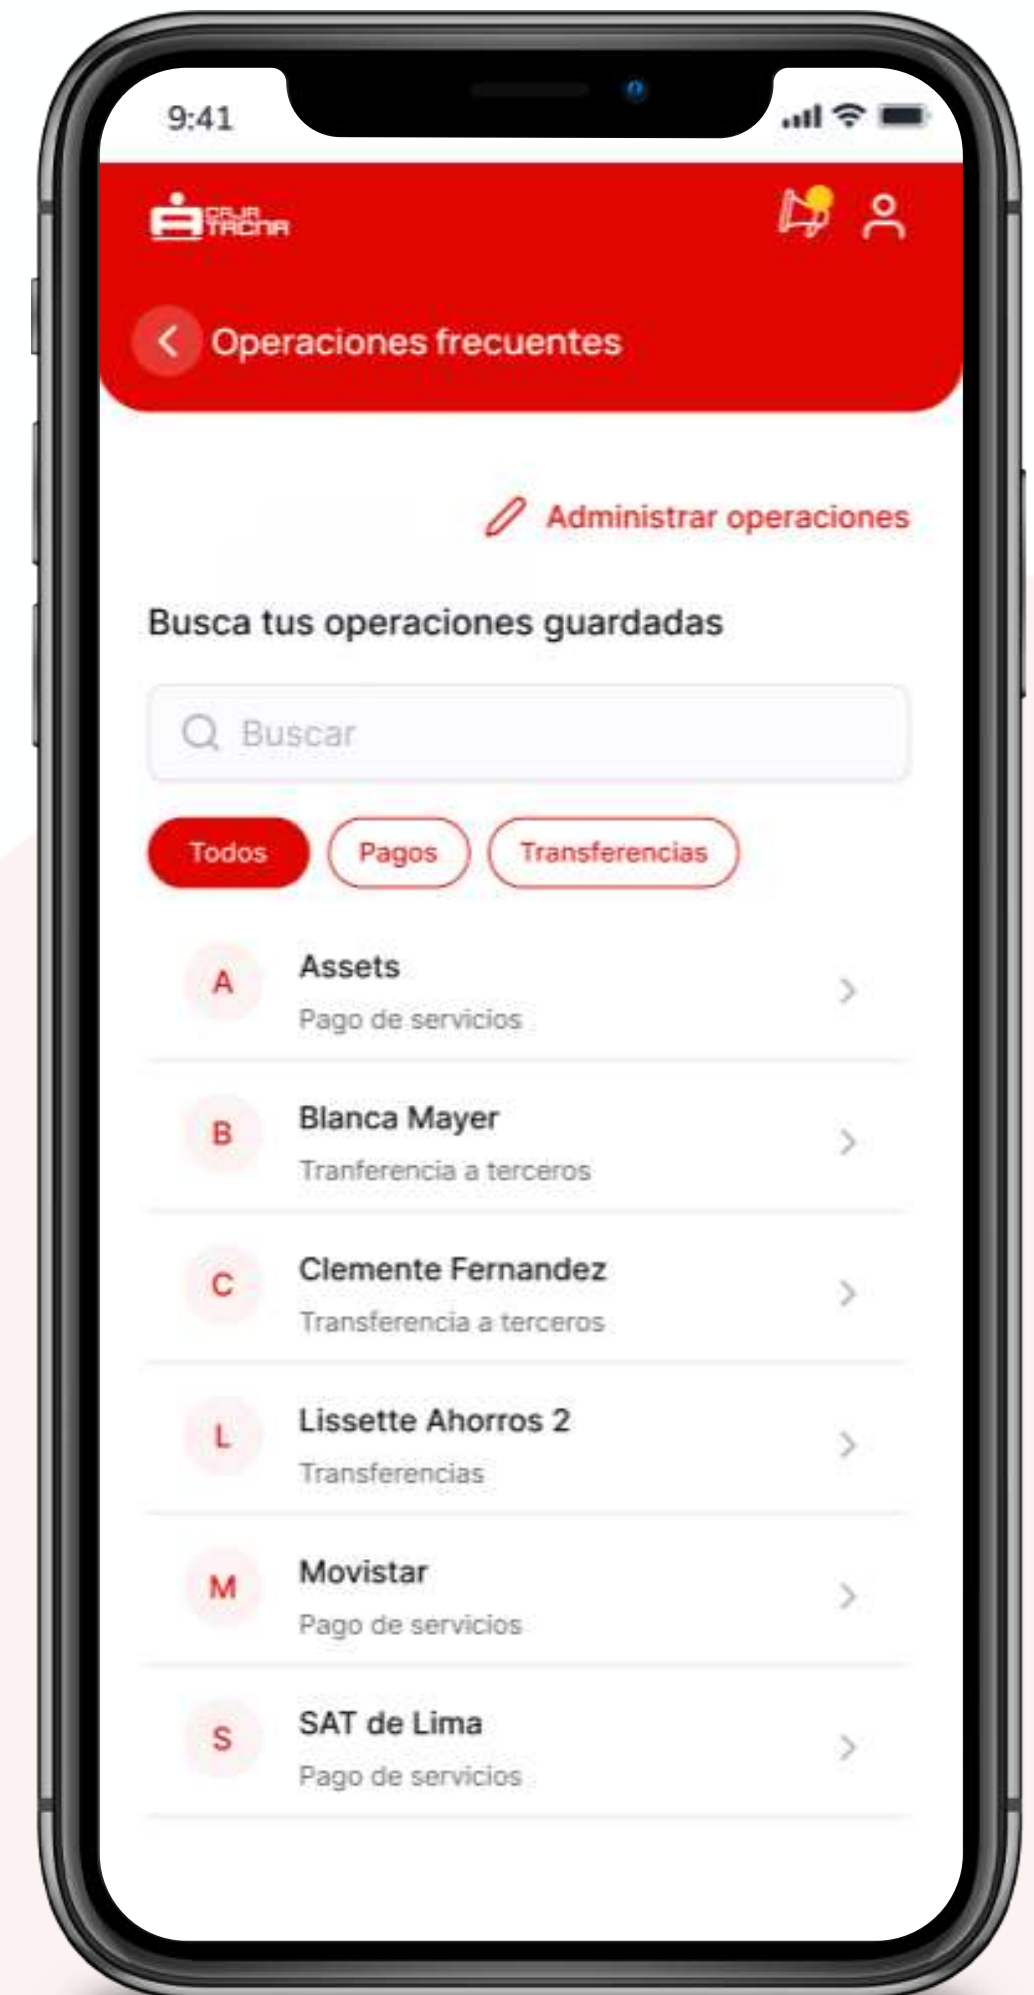 9:41
CAJA
TACNA
Operaciones frecuentes
Administrar operaciones
Busca tus operaciones guardadas
Buscar
Todos
Pagos
Transferencias
A
Assets
Pago de servicios
B
Blanca Mayer
Tranferencia a terceros
C
Clemente Fernandez
Transferencia a terceros
L
Lissette Ahorros 2
Transferencias
M
Movistar
Pago de servicios
S
SAT de Lima
Pago de servicios